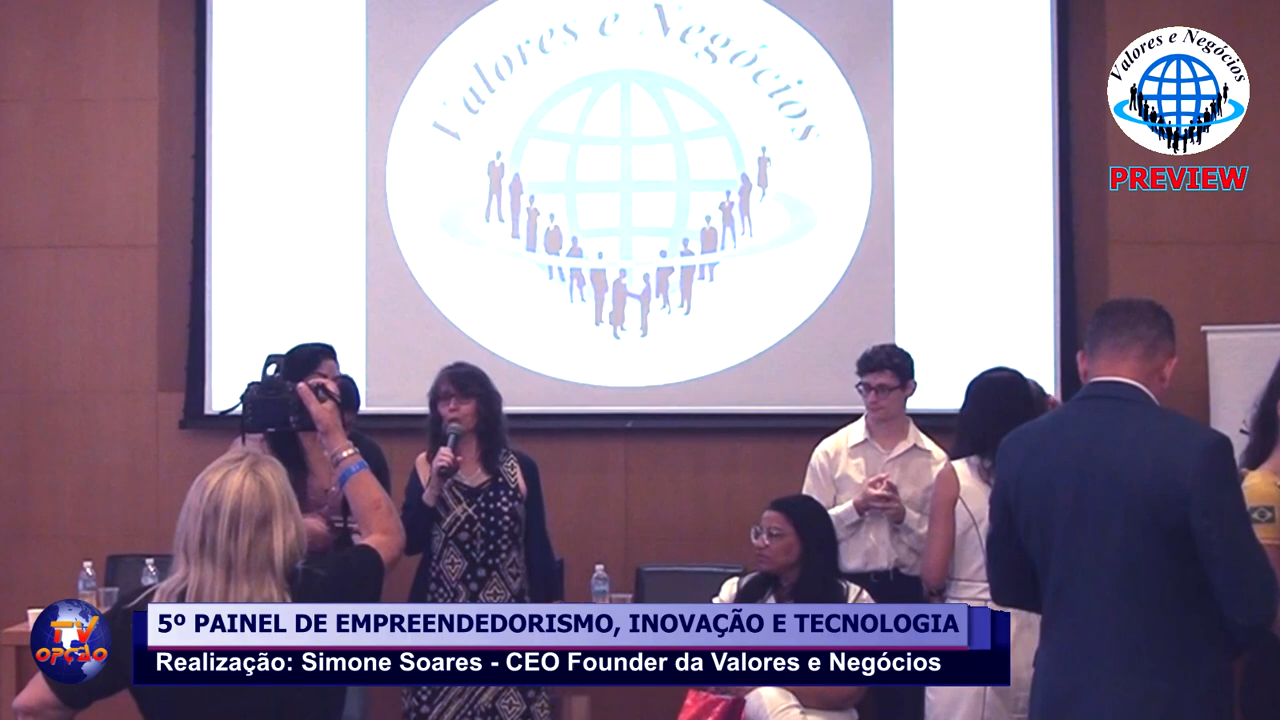 Valores e Negócios
Valores e Negócios
PREVIEW
5º PAINEL DE EMPREENDEDORISMO, INOVAÇÃO E TECNOLOGIA
TV
OPÇÃO
Realização: Simone Soares - CEO Founder da Valores e Negócios